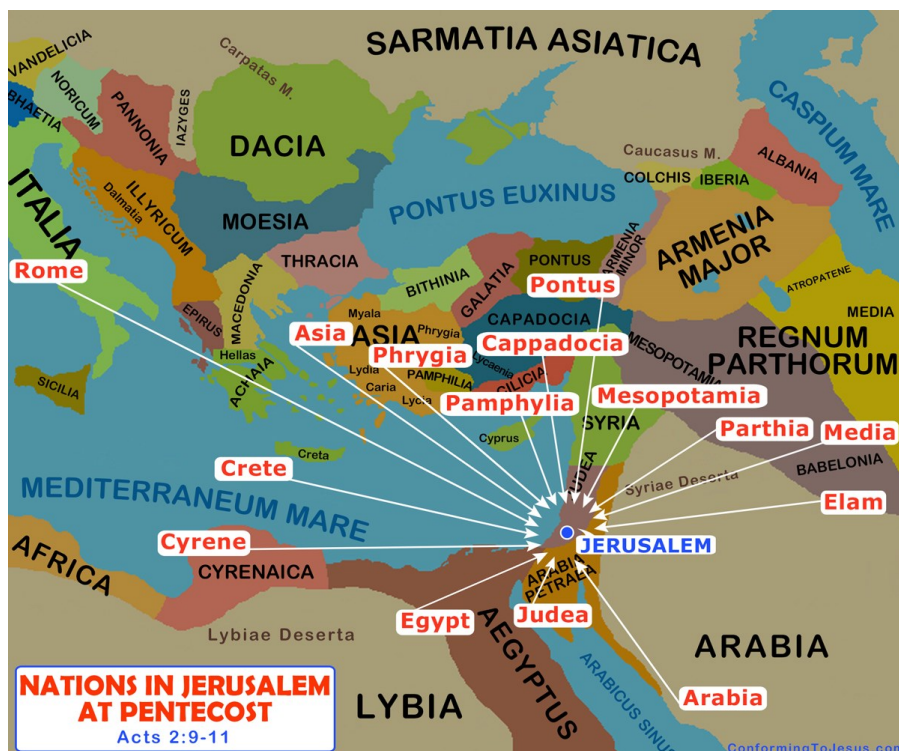 SARMATIA ASIATICA
VANDELICIA
NORICUM
BHAETIA
PANNONIA
IAZYGES
Carpatas M.
DACIA
CASPIUM MARE
Caucasus M.
COLCHIS
IBERIA
ALBANIA
ITALIA
ILLYRICUM
Dalmatia
MOESIA
PONTUS EUXINUS
ARMENIA
MINOR
ARMENIA
MAJOR
ATROPATENE
MEDIA
Rome
THRACIA
MACEDONIA
EPIRUS
BITHINIA
GALATIA
PONTUS
Pontus
Myala
ASIA
Phrygia
CAPADOCIA
Asia
Phrygia
Cappadocia
MESOPOTAMIA
REGNUM
PARTHORUM
Hellas
ACHAIA
Lydia
Caria
Lycia
PAMPHILIA
Lycaenia
CILICIA
SICILIA
Pamphylia
Mesopotamia
SYRIA
Cyprus
Creta
Parthia
Media
Crete
JUDEA
Syriae Deserta
BABELONIA
Elam
MEDITERRANEUM MARE
Cyrene
AFRICA
CYRENAICA
JERUSALEM
ARABIA
PETRAEA
Egypt
Judea
Lybiae Deserta
AEGYPTUS
ARABIA
Arabia
ARABICUS SINUS
LYBIA
NATIONS IN JERUSALEM
AT PENTECOST
Acts 2:9-11
ConformingToJesus.com